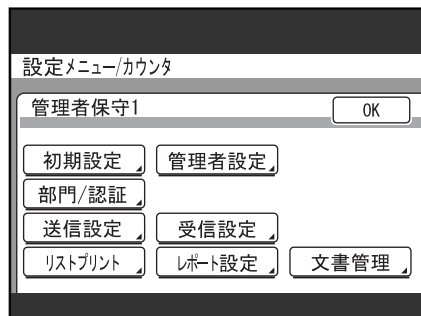 設定メニュー/カウンタ
管理者保守1 OK
初期設定 管理者設定
部門/認証
送信設定 受信設定
リストプリント レポート設定 文書管理